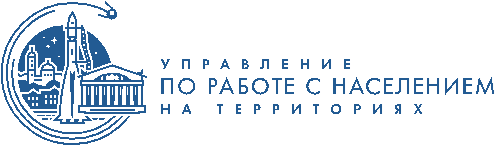 УПРАВЛЕНИЕ
ПО РАБОТЕ С НАСЕЛЕНИЕМ
НА ТЕРРИТОРИЯХ